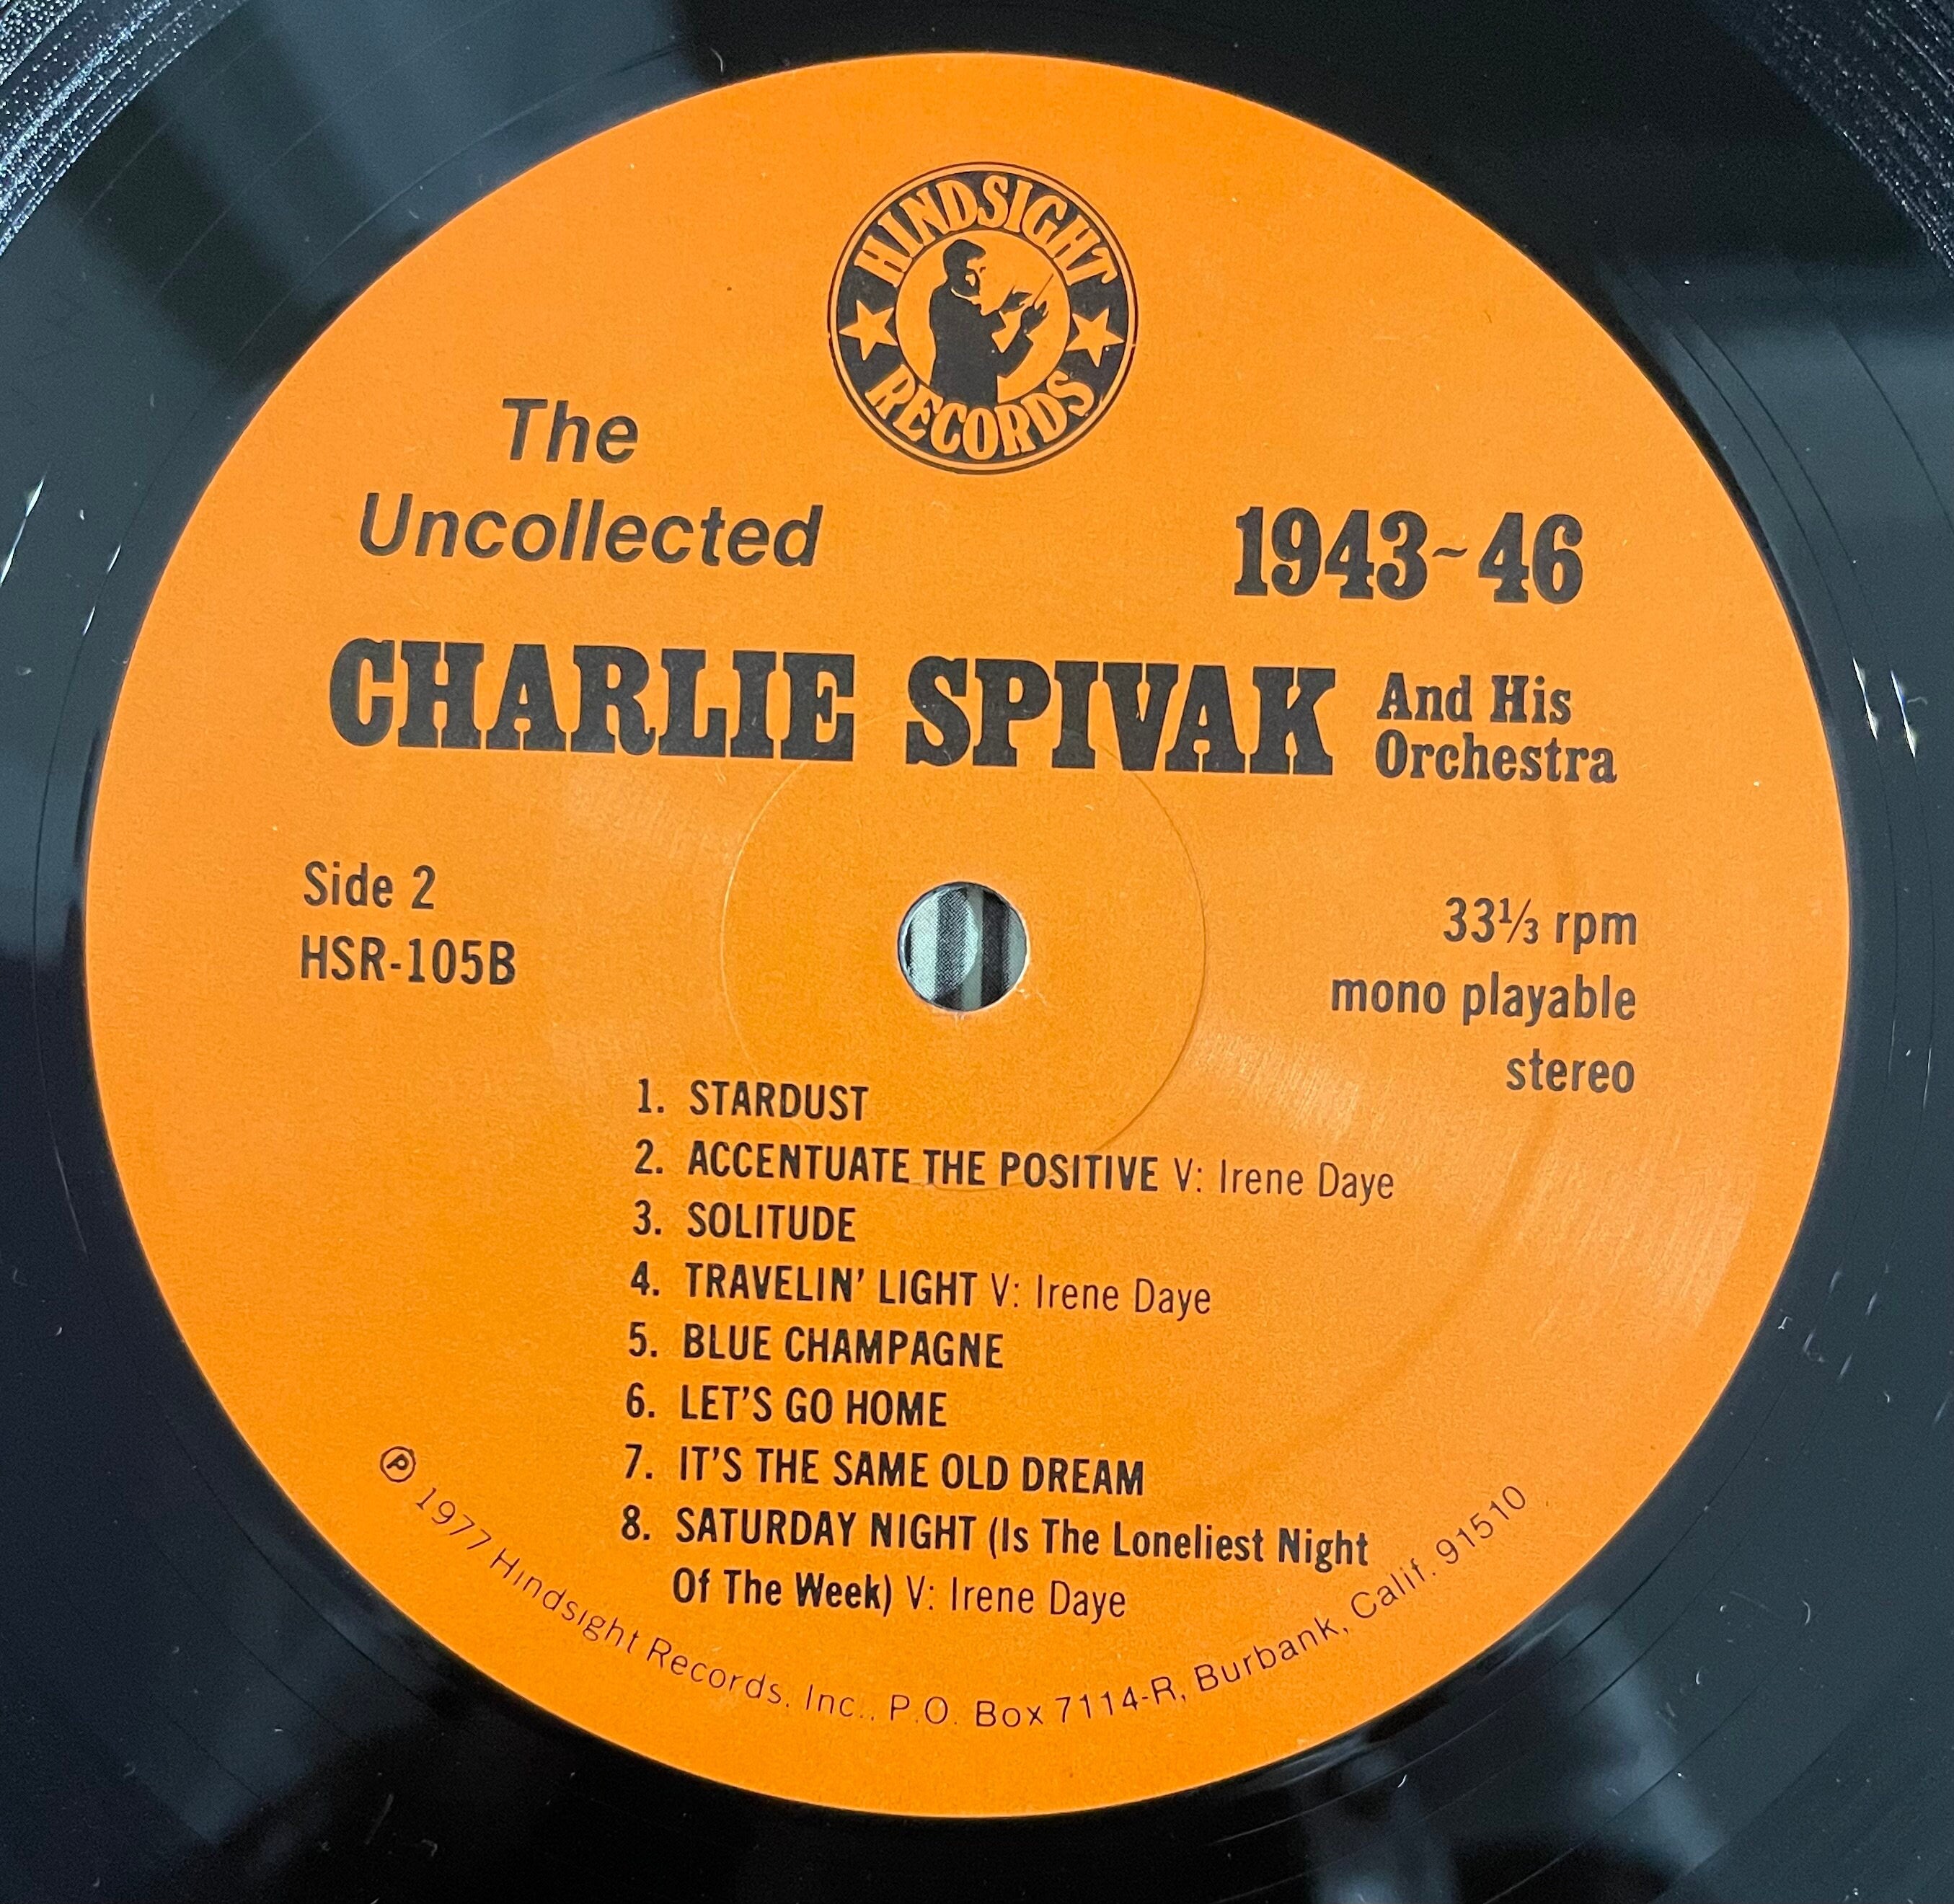 HINDSIGHT
RECORDS
The
Uncollected
1943~46
CHARLIE SPIVAK And His
Orchestra
Side 2
HSR-105B
33⅓ rpm
mono playable
stereo
1. STARDUST
2. ACCENTUATE THE POSITIVE V: Irene Daye
3. SOLITUDE
4. TRAVELIN' LIGHT V: Irene Daye
5. BLUE CHAMPAGNE
6. LET'S GO HOME
7. IT'S THE SAME OLD DREAM
8. SATURDAY NIGHT (Is The Loneliest Night
Of The Week) V: Irene Daye
Ⓟ 1977 Hindsight Records, Inc., P.O. Box 7114-R, Burbank, Calif. 91510